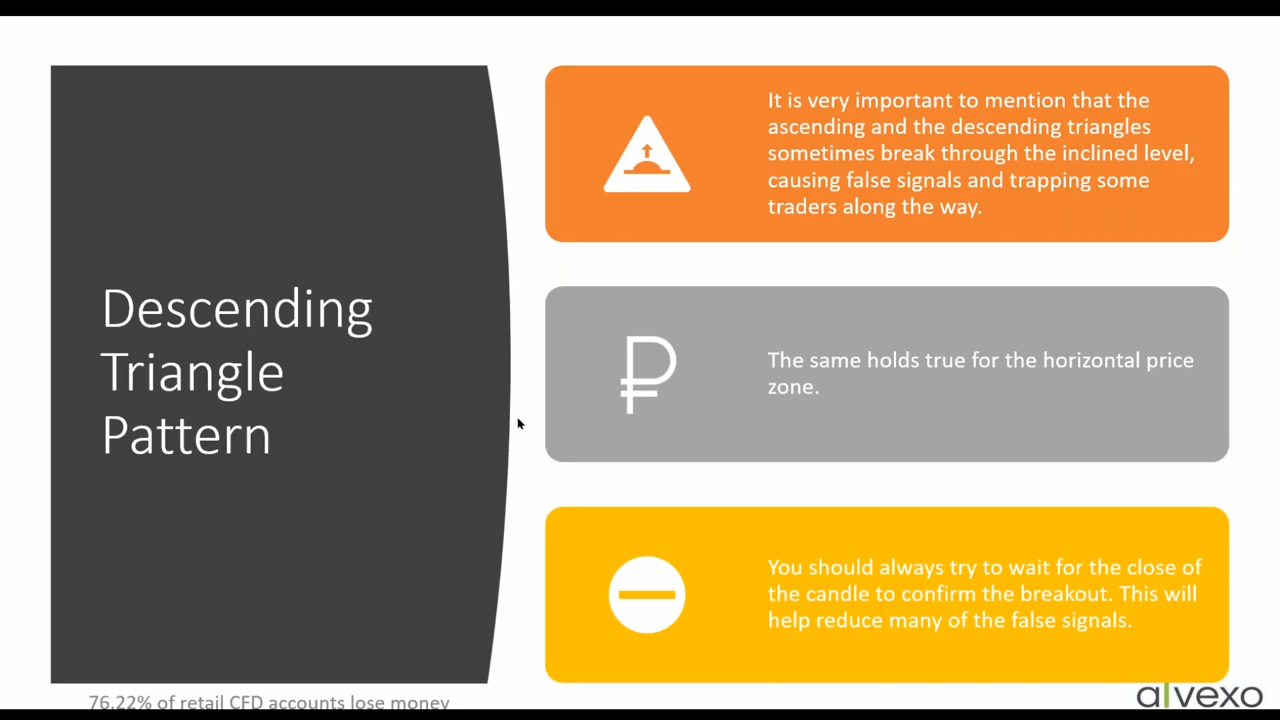 Descending
Triangle
Pattern
It is very important to mention that the
ascending and the descending triangles
sometimes break through the inclined level,
causing false signals and trapping some
traders along the way.
The same holds true for the horizontal price
zone.
You should always try to wait for the close of
the candle to confirm the breakout. This will
help reduce many of the false signals.
76.22% of retail CFD accounts lose money
alvexo